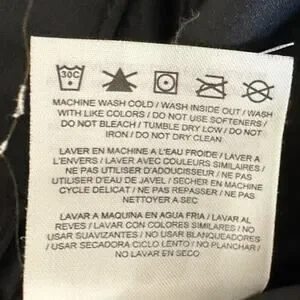 30C
MACHINE WASH COLD / WASH INSIDE OUT / WASH
WITH LIKE COLORS / DO NOT USE SOFTENERS /
DO NOT BLEACH / TUMBLE DRY LOW / DO NOT
IRON / DO NOT DRY CLEAN
LAVER EN MACHINE A L'EAU FROIDE / LAVER A
L'ENVERS / LAVER AVEC COULEURS SIMILAIRES /
NE PAS UTILISER D'ADOUCISSEUR / NE PAS
UTILISER D'EAU DE JAVEL / SECHER EN MACHINE
CYCLE DELICAT / NE PAS REPASSER / NE PAS
NETTOYER A SEC
LAVAR A MAQUINA EN AGUA FRIA / LAVAR AL
REVES / LAVAR CON COLORES SIMILARES / NO
USAR SUAVIZANTES / NO USAR BLANQUEADORES
/ USAR SECADORA CICLO LENTO / NO PLANCHAR /
NO LAVAR EN SECO